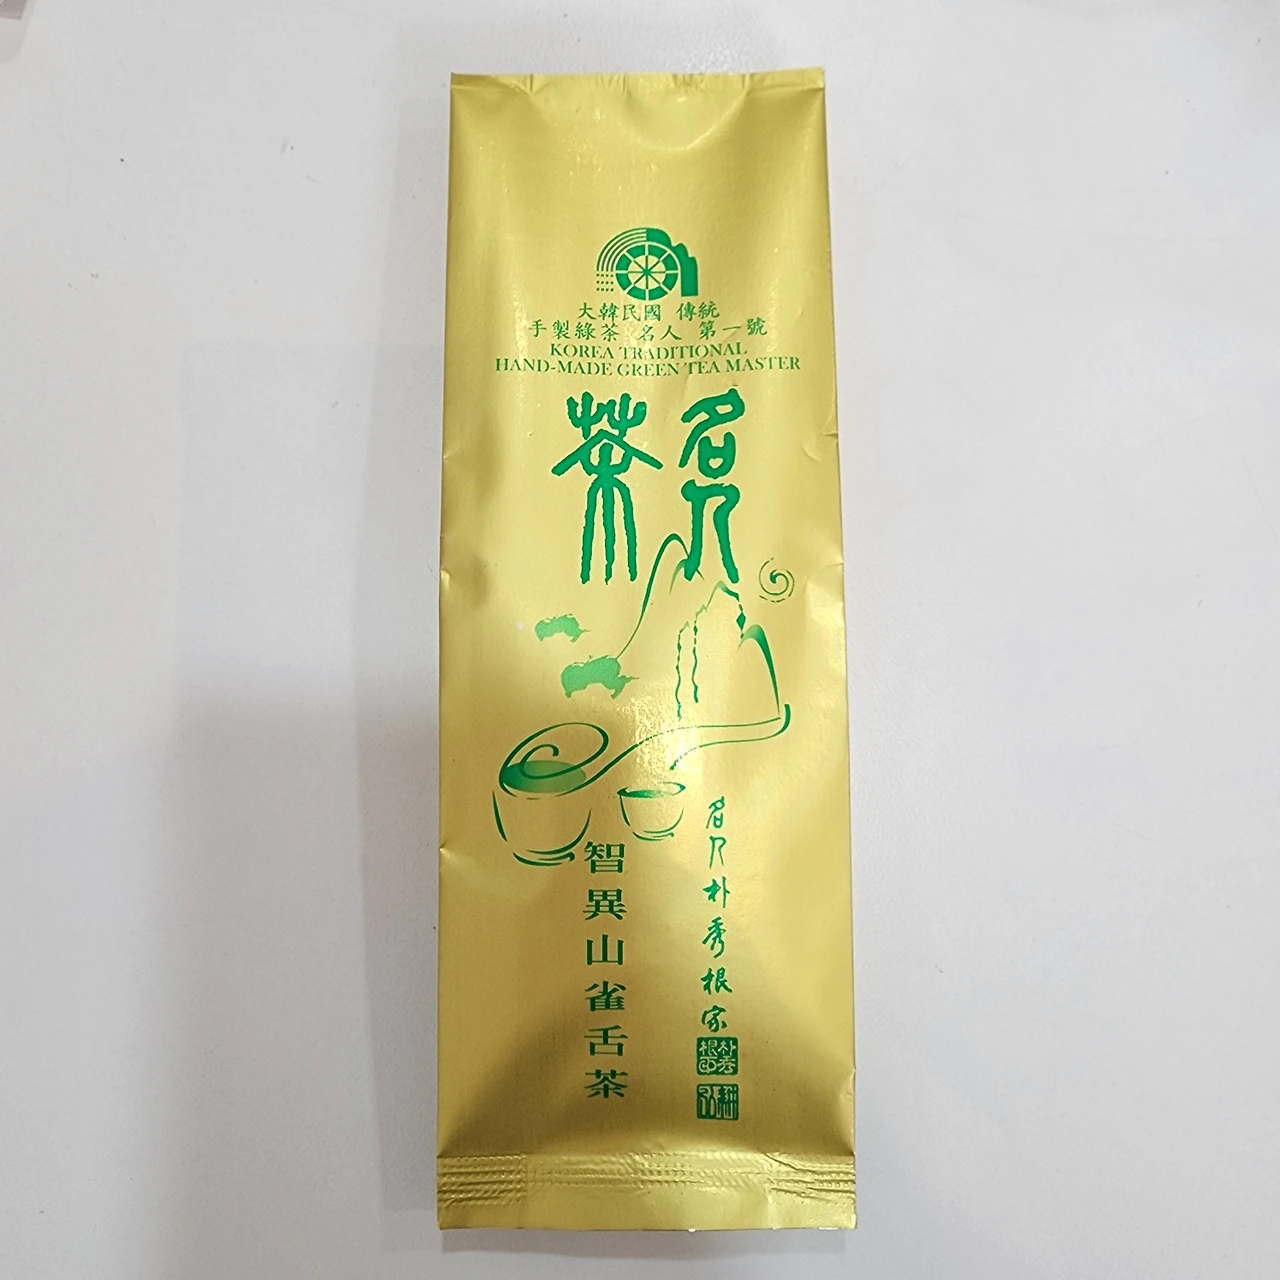 大韓民國 傳統
手製綠茶 名人 第一號
KOREA TRADITIONAL
HAND-MADE GREEN TEA MASTER
名人
茶
名人朴秀根家
智異山雀舌茶